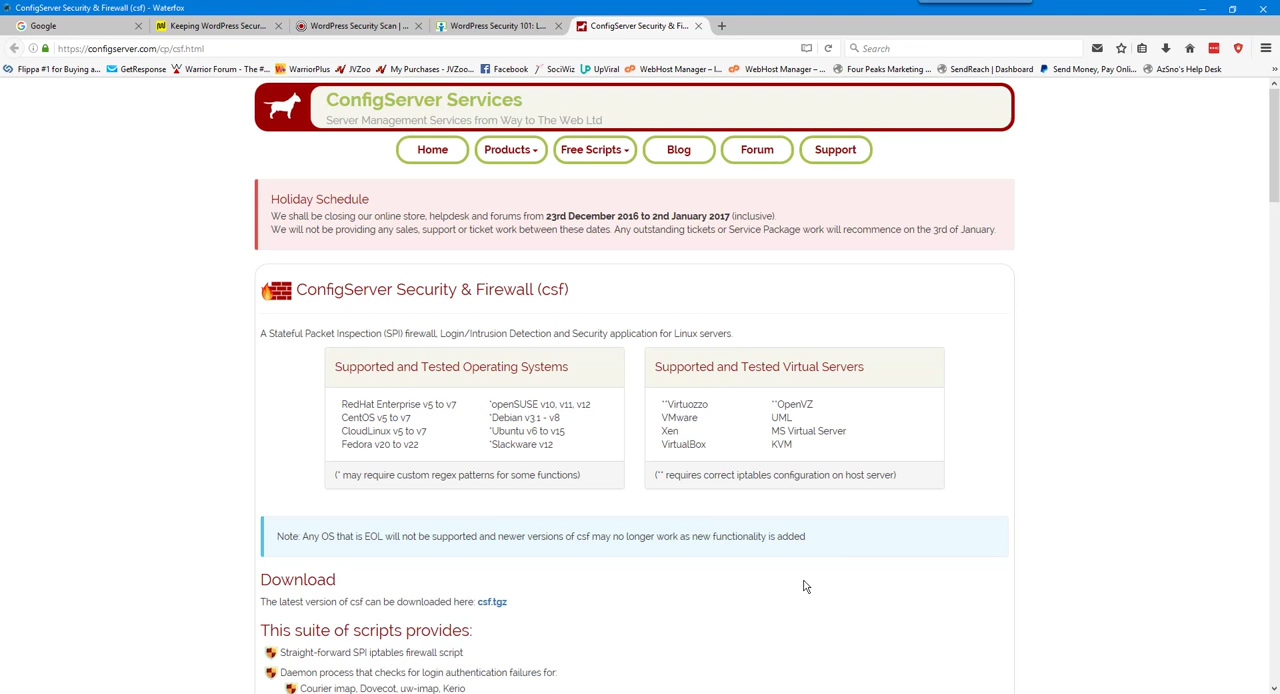 ConfigServer Security & Firewall (csf) - Waterfox
Google
Keeping WordPress Secur...
WordPress Security Scan | ...
WordPress Security 101: L...
ConfigServer Security & Fi...
https://configserver.com/cp/csf.html
Search
Flippa #1 for Buying a...
GetResponse
Warrior Forum - The #...
WarriorPlus
JVZoo
My Purchases - JVZoo...
Facebook
SociWiz
UpViral
WebHost Manager – I...
WebHost Manager – ...
Four Peaks Marketing ...
SendReach | Dashboard
Send Money, Pay Onli...
AzSno's Help Desk
ConfigServer Services
Server Management Services from Way to The Web Ltd
Home
Products
Free Scripts
Blog
Forum
Support
Holiday Schedule
We shall be closing our online store, helpdesk and forums from 23rd December 2016 to 2nd January 2017 (inclusive).
We will not be providing any sales, support or ticket work between these dates. Any outstanding tickets or Service Package work will recommence on the 3rd of January.
ConfigServer Security & Firewall (csf)
A Stateful Packet Inspection (SPI) firewall, Login/Intrusion Detection and Security application for Linux servers.
Supported and Tested Operating Systems
RedHat Enterprise v5 to v7
CentOS v5 to v7
CloudLinux v5 to v7
Fedora v20 to v22
*openSUSE v10, v11, v12
*Debian v3.1 - v8
*Ubuntu v6 to v15
*Slackware v12
(* may require custom regex patterns for some functions)
Supported and Tested Virtual Servers
**Virtuozzo
VMware
Xen
VirtualBox
**OpenVZ
UML
MS Virtual Server
KVM
(** requires correct iptables configuration on host server)
Note: Any OS that is EOL will not be supported and newer versions of csf may no longer work as new functionality is added
Download
The latest version of csf can be downloaded here: csf.tgz
This suite of scripts provides:
Straight-forward SPI iptables firewall script
Daemon process that checks for login authentication failures for:
Courier imap, Dovecot, uw-imap, Kerio